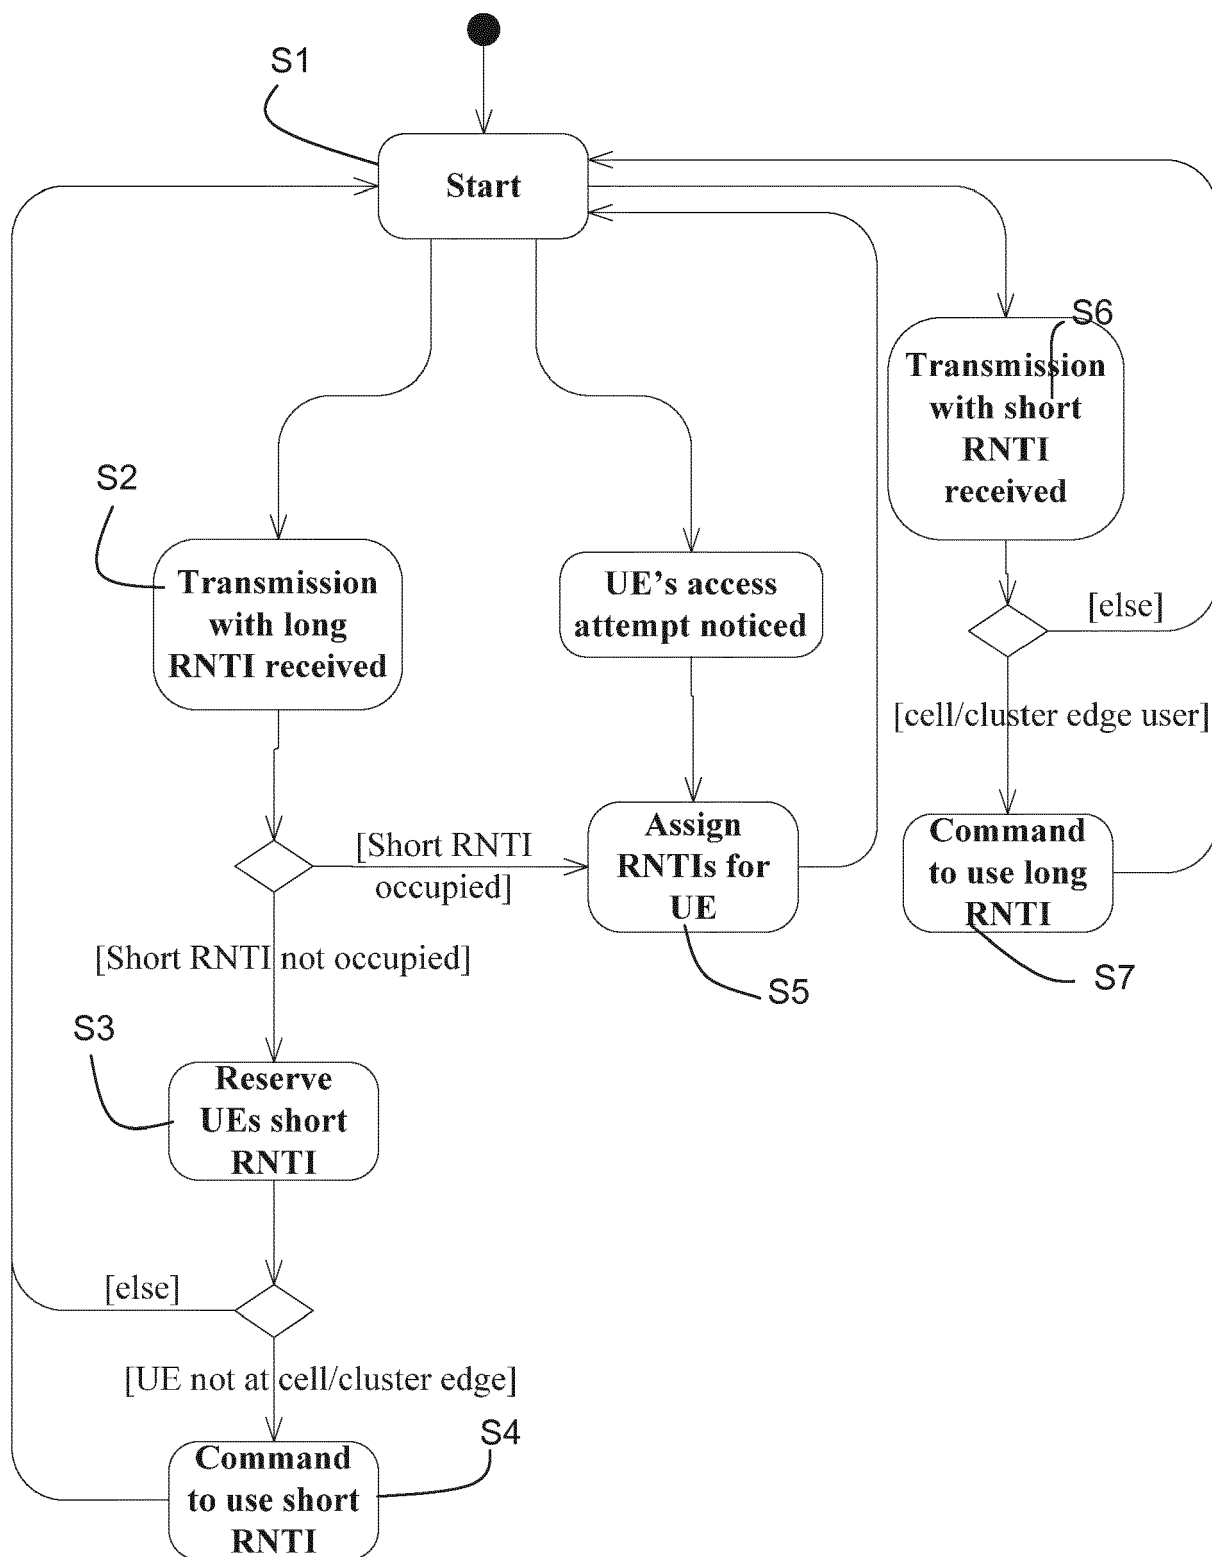 S1
Start
S6
Transmission
with short
RNTI
received
S2
Transmission
with long
RNTI received
UE's access
attempt noticed
[else]
[cell/cluster edge user]
[Short RNTI
occupied]
Assign
RNTIs for
UE
Command
to use long
RNTI
[Short RNTI not occupied]
S5
S7
S3
Reserve
UEs short
RNTI
[else]
[UE not at cell/cluster edge]
S4
Command
to use short
RNTI